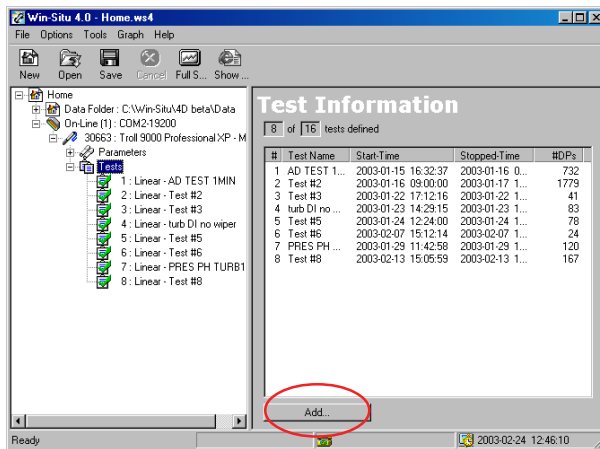 Win-Situ 4.0 - Home.ws4
File Options Tools Graph Help
New Open Save Cancel Full S... Show ...
Home
Data Folder : C:\Win-Situ\4D beta\Data
On-Line (1) : COM2-19200
30663 : Troll 9000 Professional XP - M
Parameters
Tests
1 : Linear - AD TEST 1MIN
2 : Linear - Test #2
3 : Linear - Test #3
4 : Linear - turb DI no wiper
5 : Linear - Test #5
6 : Linear - Test #6
7 : Linear - PRES PH TURB1
8 : Linear - Test #8
Test Information
8 of 16 tests defined
# Test Name Start-Time Stopped-Time #DPs
1 AD TEST 1... 2003-01-15 16:32:37 2003-01-16 0... 732
2 Test #2 2003-01-16 09:00:00 2003-01-17 1... 1779
3 Test #3 2003-01-22 17:12:16 2003-01-22 1... 41
4 turb DI no ... 2003-01-23 14:29:15 2003-01-23 1... 83
5 Test #5 2003-01-24 12:24:00 2003-01-24 1... 78
6 Test #6 2003-02-07 15:12:14 2003-02-07 1... 24
7 PRES PH ... 2003-01-29 11:42:58 2003-01-29 1... 120
8 Test #8 2003-02-13 15:05:59 2003-02-13 1... 167
Add...
Ready 2003-02-24 12:46:10